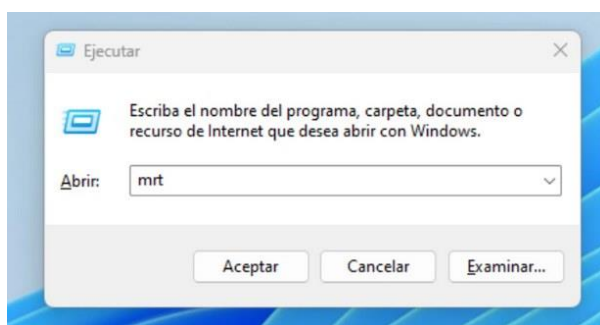 Ejecutar
Escriba el nombre del programa, carpeta, documento o
recurso de Internet que desea abrir con Windows.
Abrir: mrt
Aceptar Cancelar Examinar...